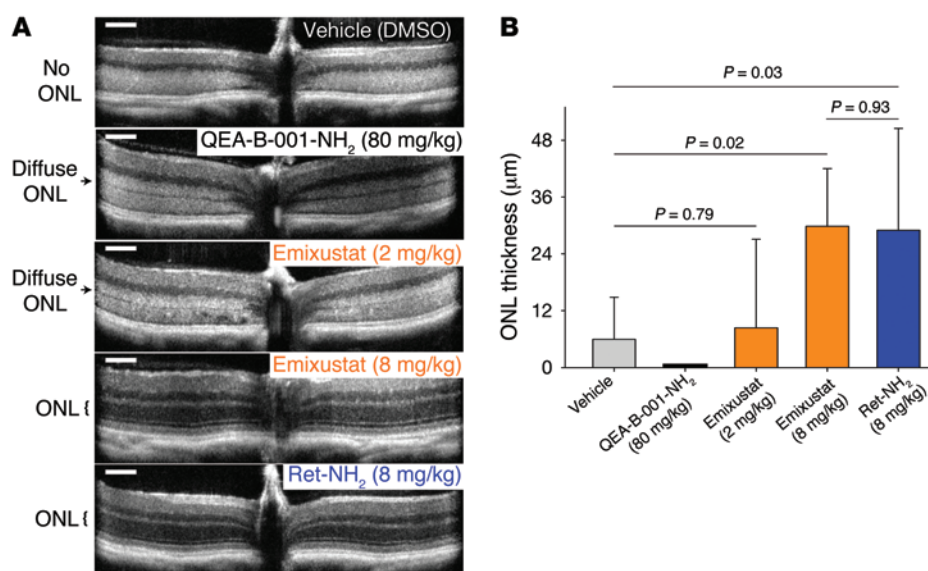 A
Vehicle (DMSO)
No
ONL
QEA-B-001-NH2 (80 mg/kg)
Diffuse
ONL
Emixustat (2 mg/kg)
Diffuse
ONL
Emixustat (8 mg/kg)
ONL {
Ret-NH2 (8 mg/kg)
ONL {
B
P = 0.03
P = 0.93
P = 0.02
P = 0.79
ONL thickness (μm)
48
36
24
12
0
Vehicle
QEA-B-001-NH2
(80 mg/kg)
Emixustat
(2 mg/kg)
Emixustat
(8 mg/kg)
Ret-NH2
(8 mg/kg)